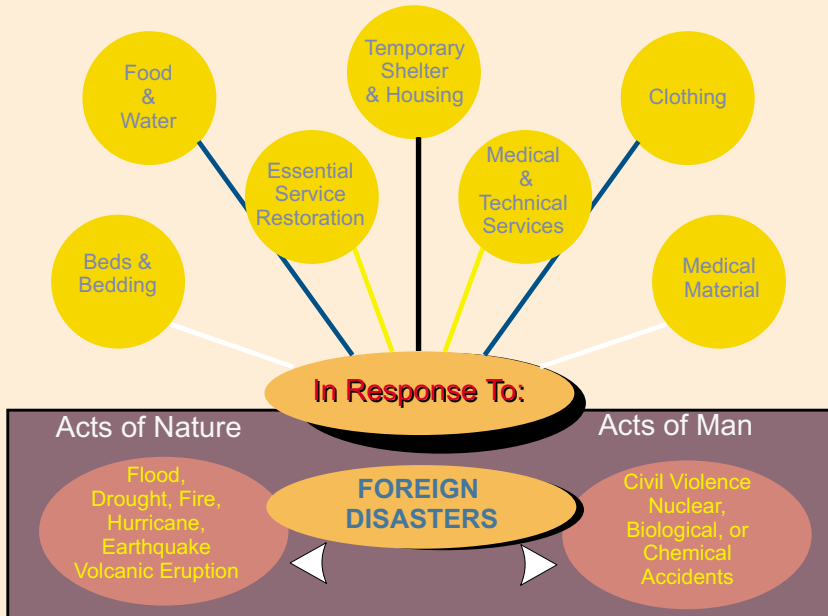 Food
&
Water
Temporary
Shelter
& Housing
Clothing
Essential
Service
Restoration
Medical
&
Technical
Services
Beds &
Bedding
Medical
Material
In Response To:
Acts of Nature
Acts of Man
Flood,
Drought, Fire,
Hurricane,
Earthquake
Volcanic Eruption
FOREIGN
DISASTERS
Civil Violence
Nuclear,
Biological, or
Chemical
Accidents